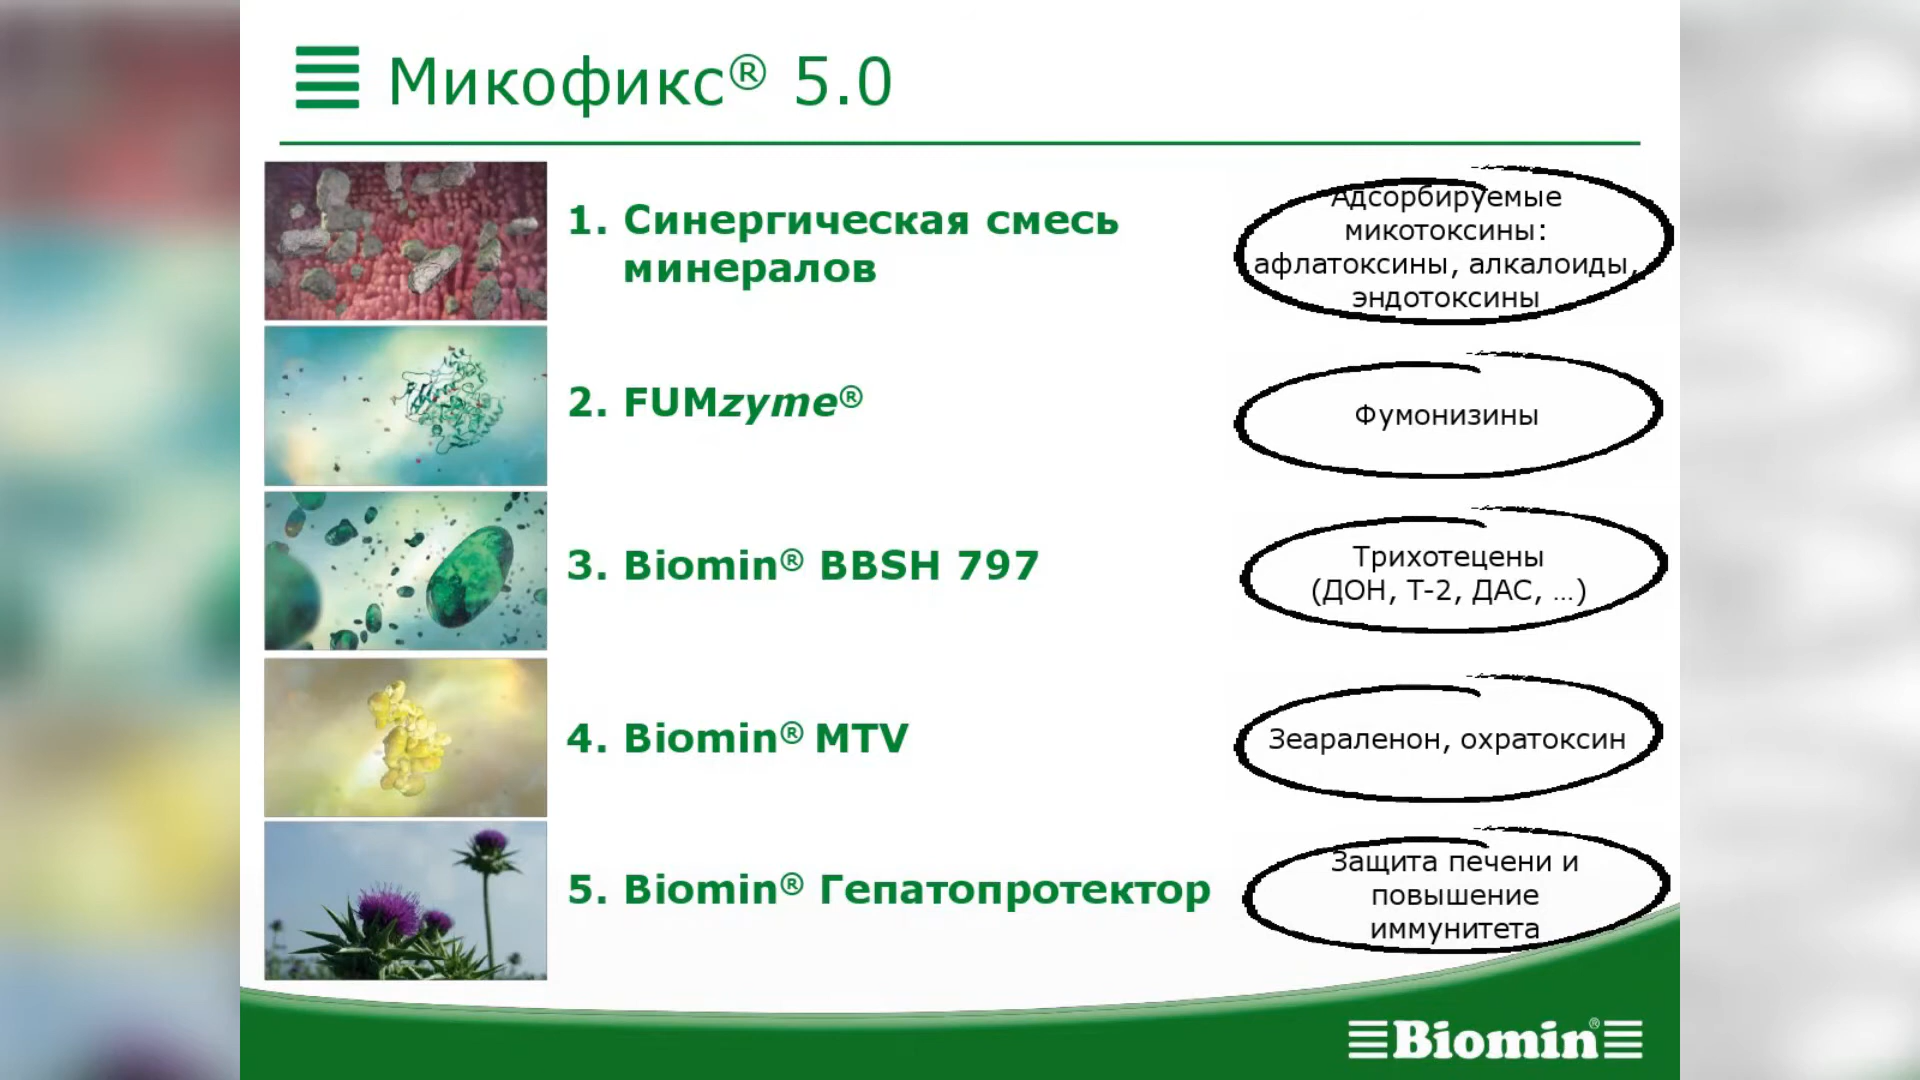 Микофикс® 5.0
1. Синергическая смесь
минералов
Адсорбируемые
микотоксины:
афлатоксины, алкалоиды,
эндотоксины
2. FUMzyme®
Фумонизины
3. Biomin® BBSH 797
Трихотецены
(ДОН, Т-2, ДАС, ...)
4. Biomin® MTV
Зеараленон, охратоксин
5. Biomin® Гепатопротектор
Защита печени и
повышение
иммунитета
Biomin®